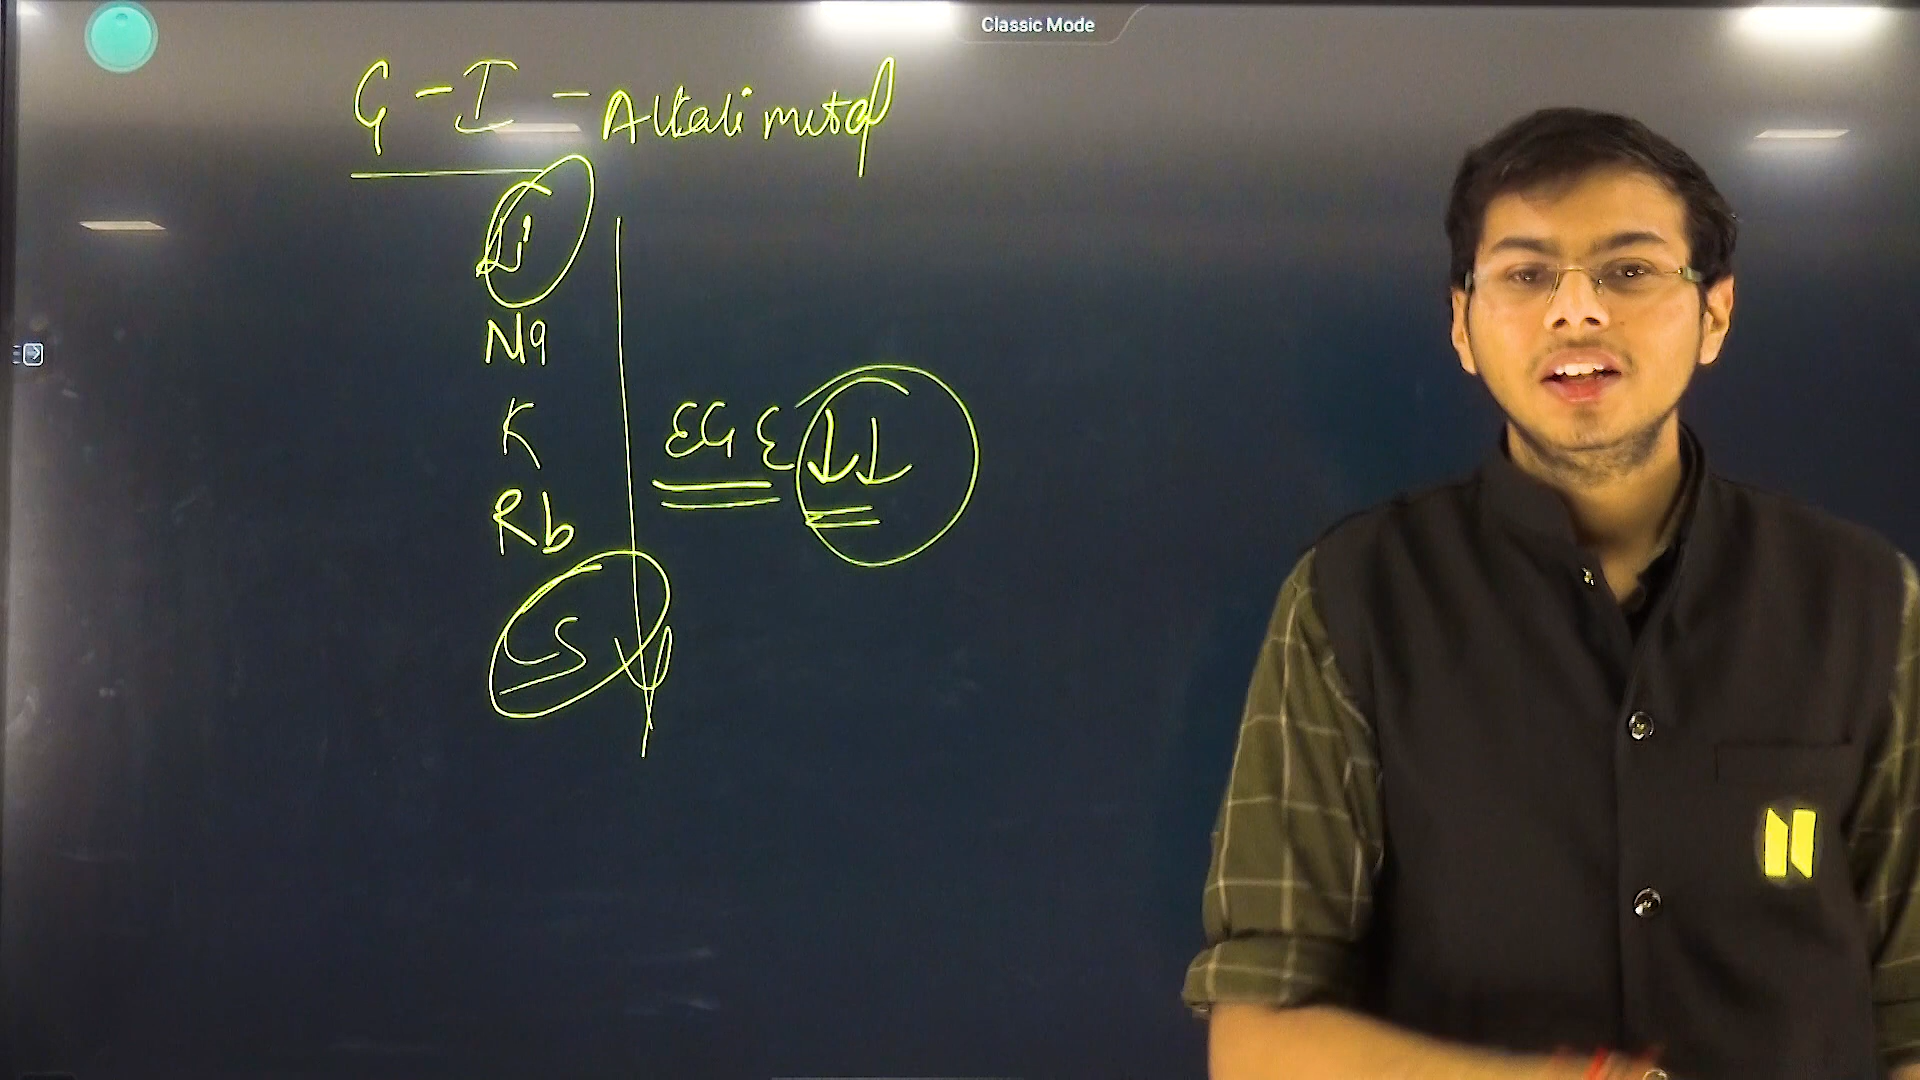 Classic Mode
G - I - Alkali metal
Li
Na
K
Rb
EGE ↓↓
Cs
N